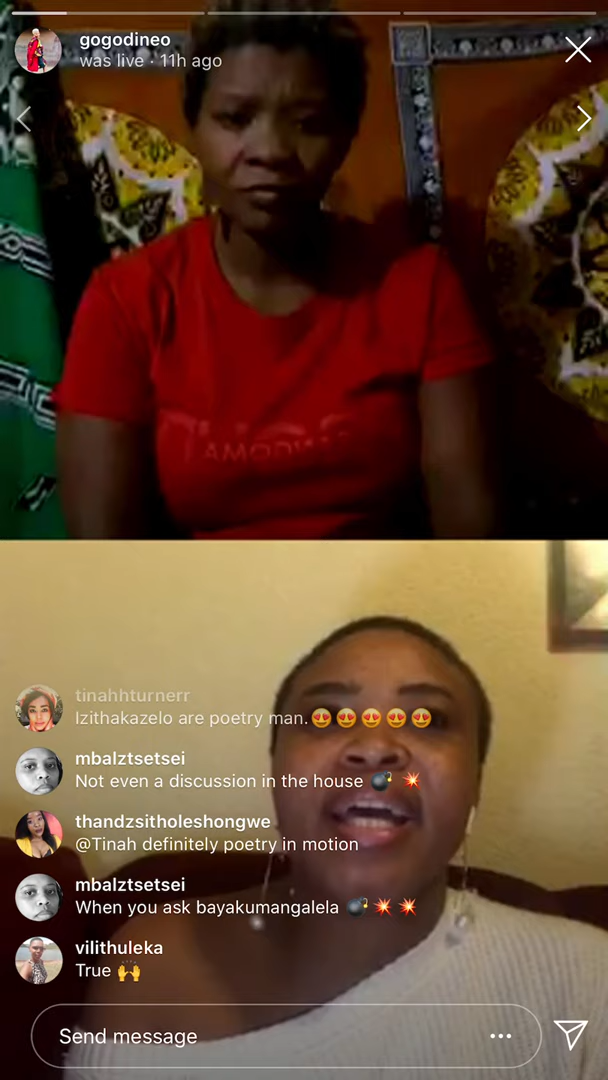 gogodineo
was live · 11h ago
tinahhturnerr
Izithakazelo are poetry man.😍😍😍😍😍
mbalztsetsei
Not even a discussion in the house 💣 💥
thandzsitholeshongwe
@Tinah definitely poetry in motion
mbalztsetsei
When you ask bayakumangalela 💣💥💥
vilithuleka
True 🙌
Send message